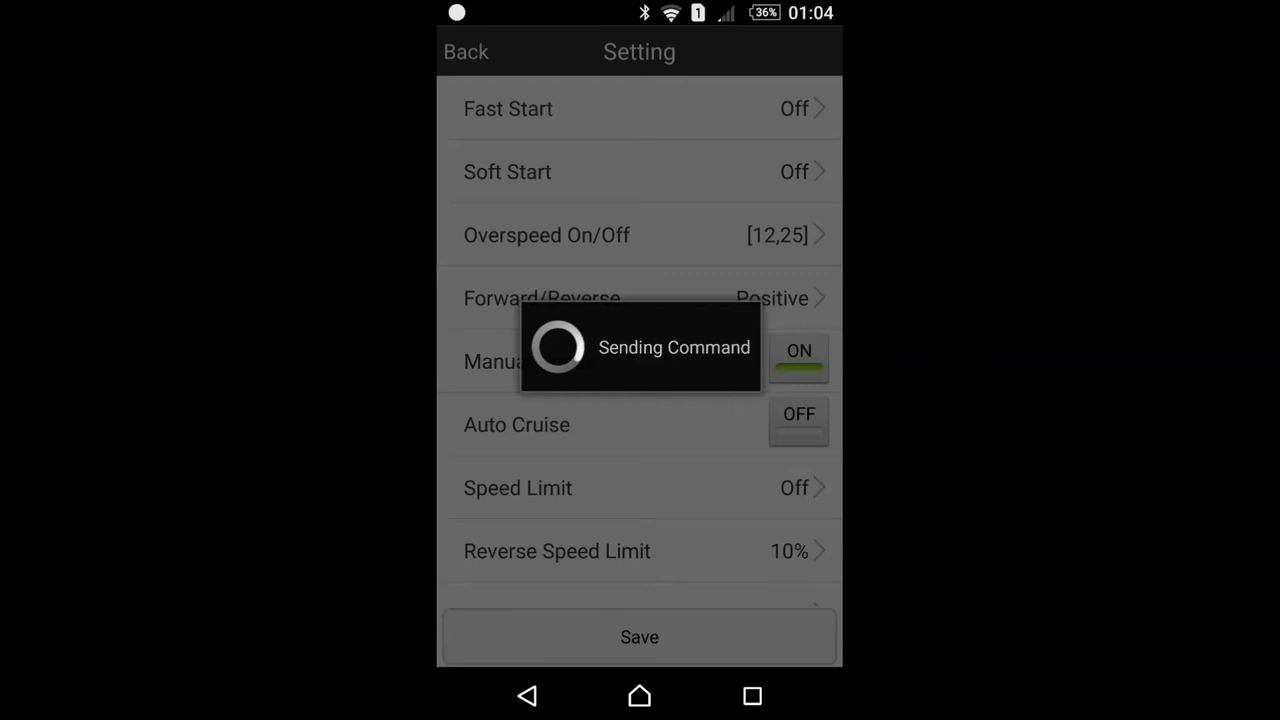 1 36% 01:04
Back Setting
Fast Start Off
Soft Start Off
Overspeed On/Off [12,25]
Forward/Reverse Positive
Sending Command
Manua ON
Auto Cruise OFF
Speed Limit Off
Reverse Speed Limit 10%
Save